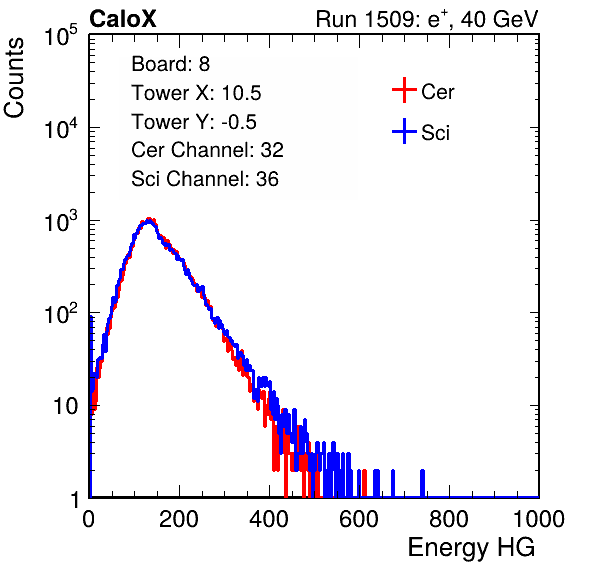 CaloX Run 1509: e+, 40 GeV
Board: 8
Tower X: 10.5
Tower Y: -0.5
Cer Channel: 32
Sci Channel: 36
Cer
Sci
Counts
10^5
10^4
10^3
10^2
10
1
0 200 400 600 800 1000
Energy HG